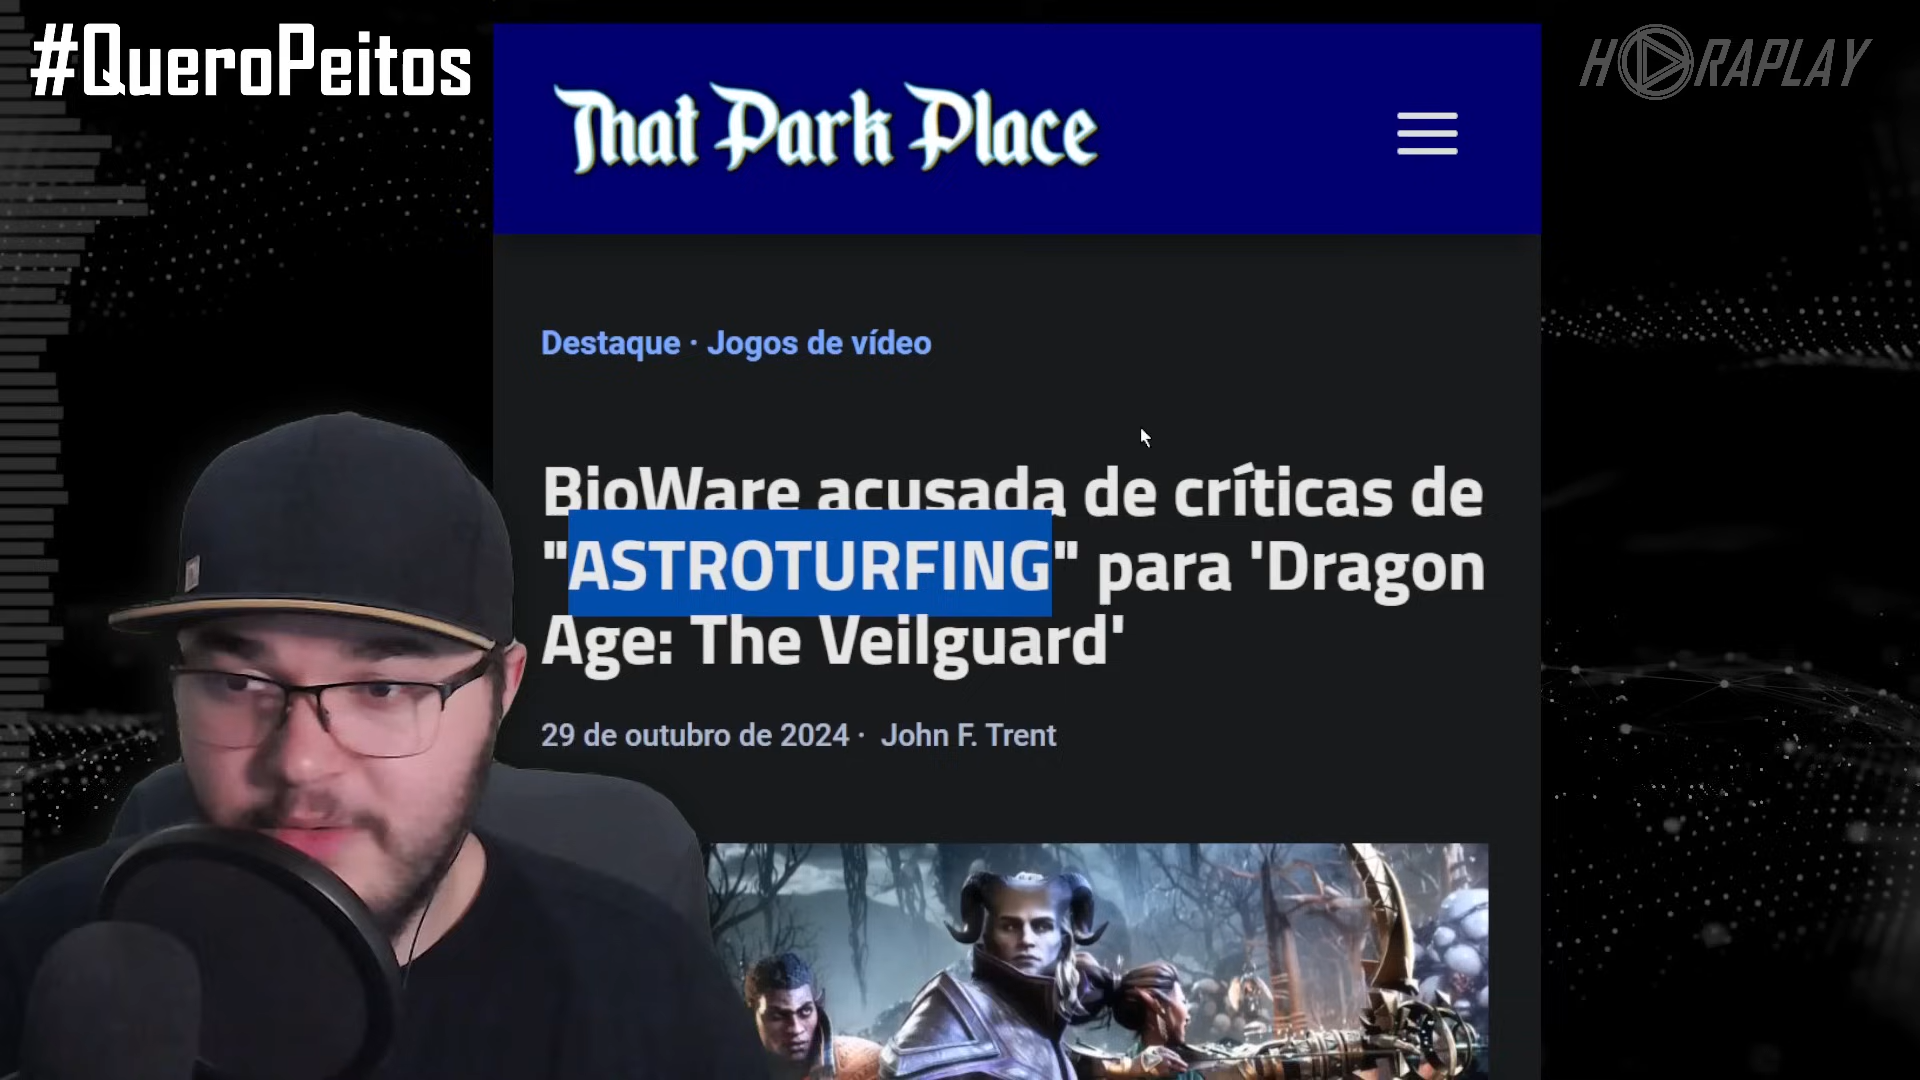 #QueroPeitos
HORAPLAY
That Park Place
Destaque · Jogos de vídeo
BioWare acusada de críticas de
"ASTROTURFING" para 'Dragon
Age: The Veilguard'
29 de outubro de 2024 · John F. Trent